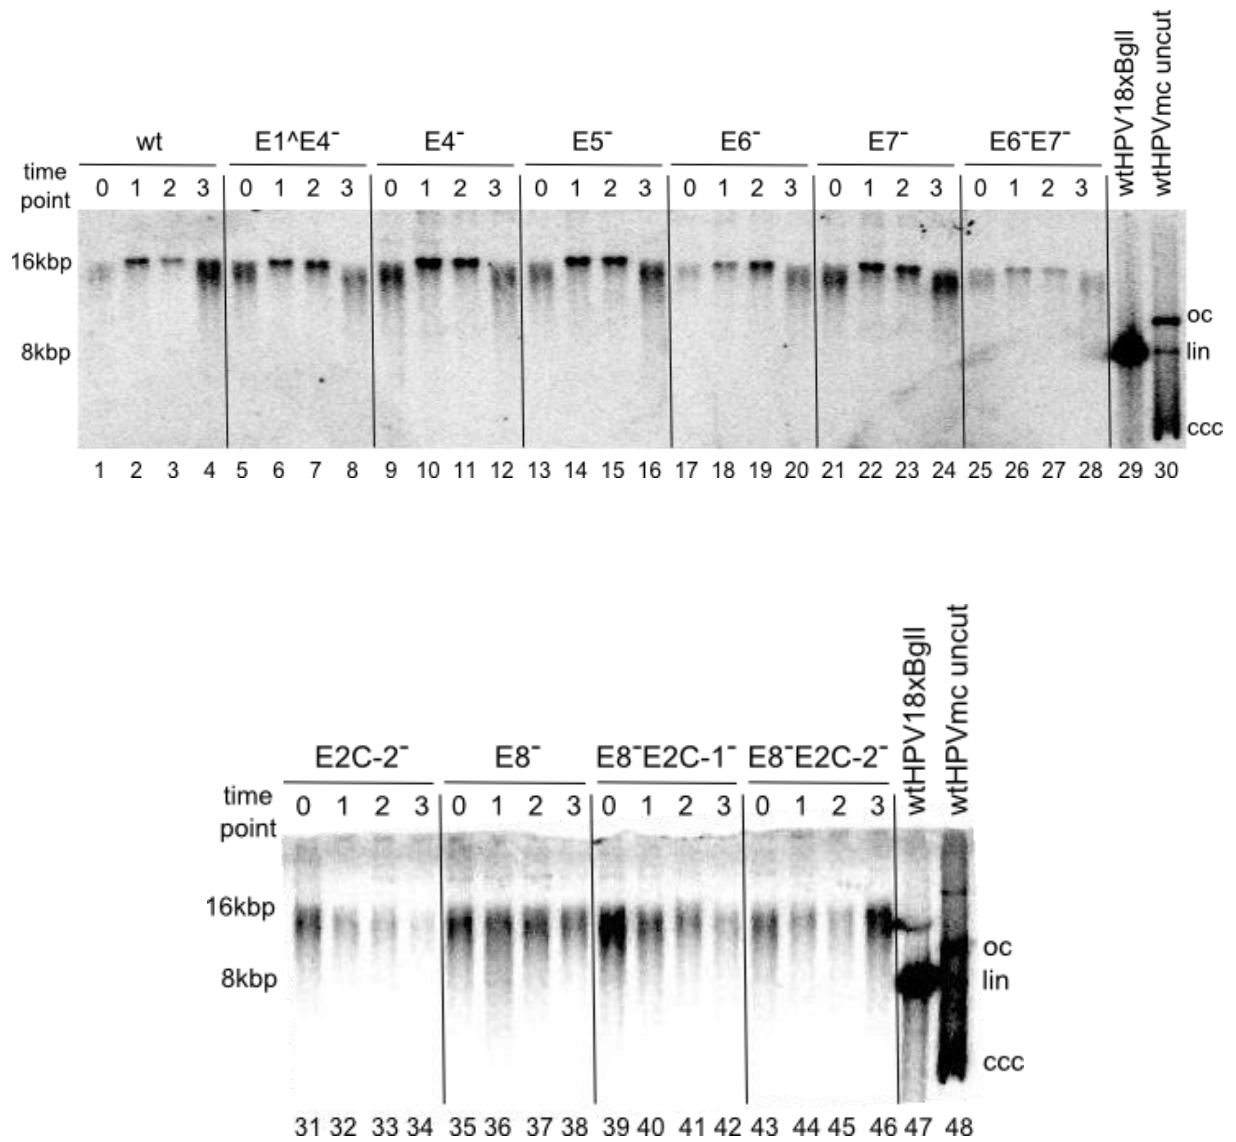 wtHPV18xBglI
wtHPVmc uncut
wt E1^E4⁻ E4⁻ E5⁻ E6⁻ E7⁻ E6⁻E7⁻
time
point
0 1 2 3 0 1 2 3 0 1 2 3 0 1 2 3 0 1 2 3 0 1 2 3 0 1 2 3
16kbp
oc
8kbp
lin
ccc
1 2 3 4 5 6 7 8 9 10 11 12 13 14 15 16 17 18 19 20 21 22 23 24 25 26 27 28 29 30
wtHPV18xBglI
wtHPVmc uncut
E2C-2⁻ E8⁻ E8⁻E2C-1⁻ E8⁻E2C-2⁻
time
point
0 1 2 3 0 1 2 3 0 1 2 3 0 1 2 3
16kbp
oc
8kbp
lin
ccc
31 32 33 34 35 36 37 38 39 40 41 42 43 44 45 46 47 48